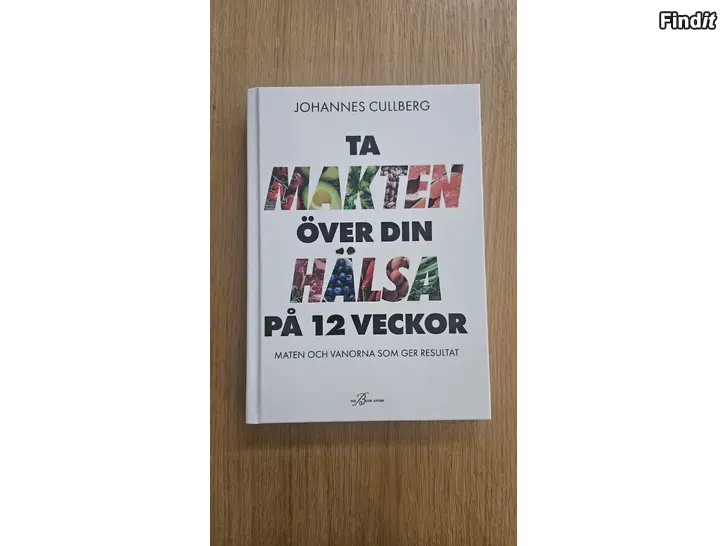 Findit
JOHANNES CULLBERG
TA
MAKTEN
ÖVER DIN
HÄLSA
PÅ 12 VECKOR
MATEN OCH VANORNA SOM GER RESULTAT